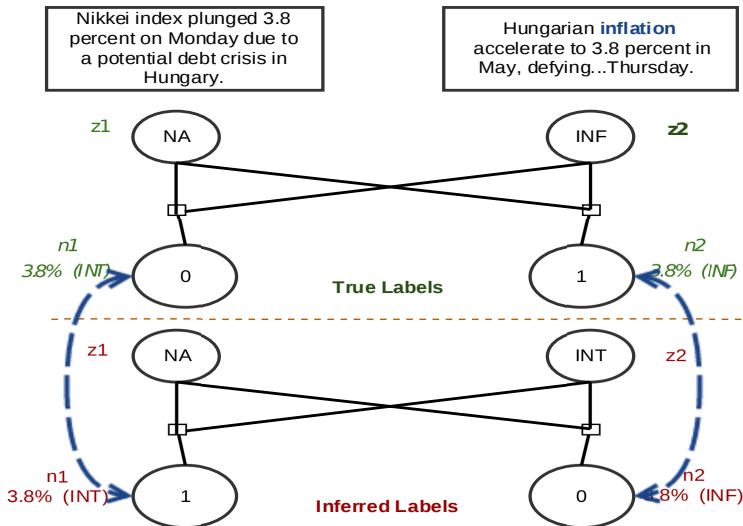 Nikkei index plunged 3.8
percent on Monday due to
a potential debt crisis in
Hungary.
Hungarian inflation
accelerate to 3.8 percent in
May, defying...Thursday.
z1
NA
INF
z2
n1
3.8% (INT)
0
True Labels
1
n2
3.8% (INF)
z1
NA
INT
z2
n1
3.8% (INT)
1
Inferred Labels
0
n2
3.8% (INF)